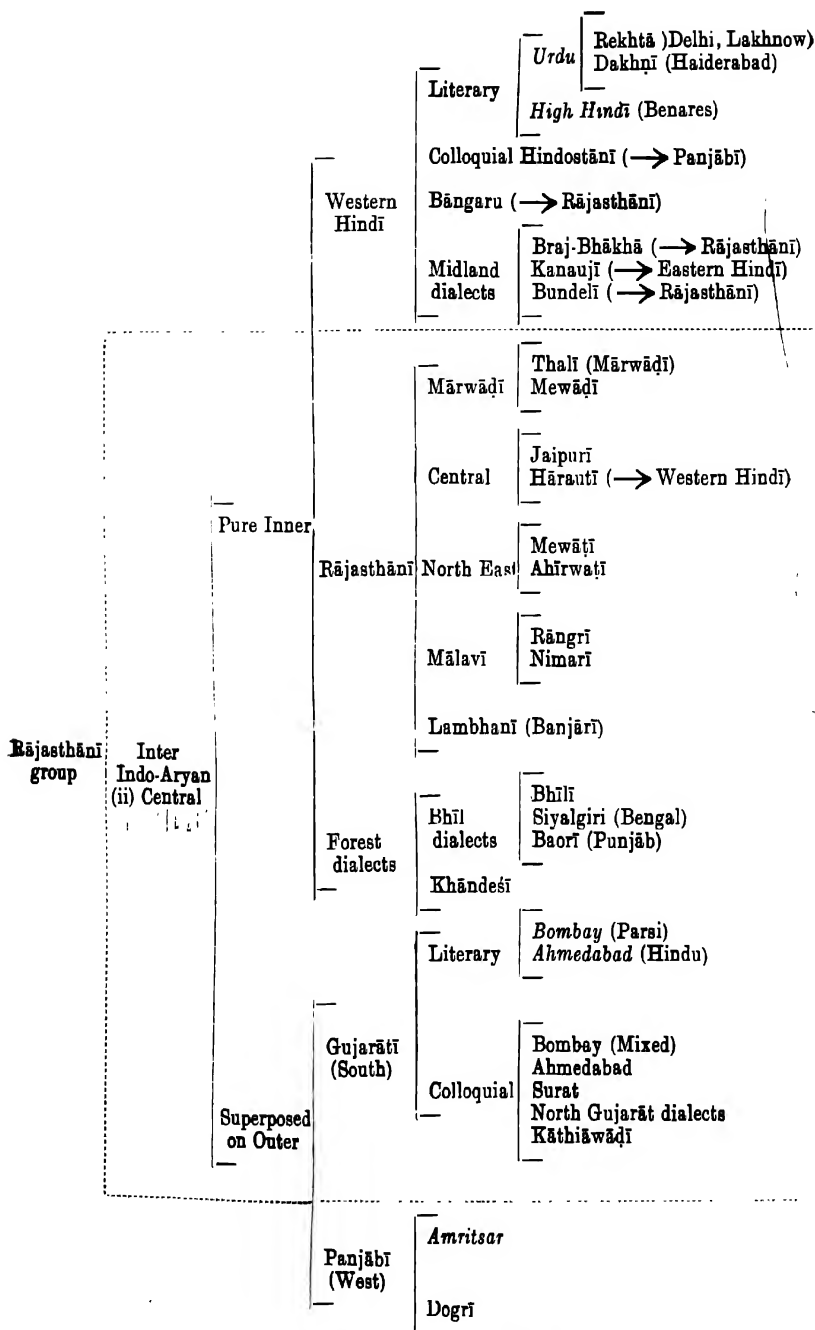 Rekhtā )Delhi, Lakhnow)
Urdu
Dakhṇī (Haiderabad)
Literary
High Hindī (Benares)
Colloquial Hindostānī (→ Panjābī)
Western
Hindī
Bāngaru (→ Rājasthānī)
Braj-Bhākhā (→ Rājasthānī)
Midland
dialects
Kanaujī (→ Eastern Hindī)
Bundelī (→ Rājasthānī)
Thalī (Mārwāḍī)
Mārwāḍī
Mewāḍī
Jaipurī
Central
Hārautī (→ Western Hindī)
Pure Inner
Mewātī
Rājasthānī
North East
Ahīrwaṭī
Rāngrī
Mālavī
Nimarī
Lambhanī (Banjārī)
Rājasthānī
group
Inter
Indo-Aryan
(ii) Central
Bhīlī
Bhīl
dialects
Siyalgiri (Bengal)
Baorī (Punjāb)
Forest
dialects
Khāndeśī
Bombay (Parsi)
Literary
Ahmedabad (Hindu)
Gujarātī
(South)
Bombay (Mixed)
Ahmedabad
Colloquial
Surat
North Gujarāt dialects
Kāthiāwāḍī
Superposed
on Outer
Amritsar
Panjābī
(West)
Dogrī